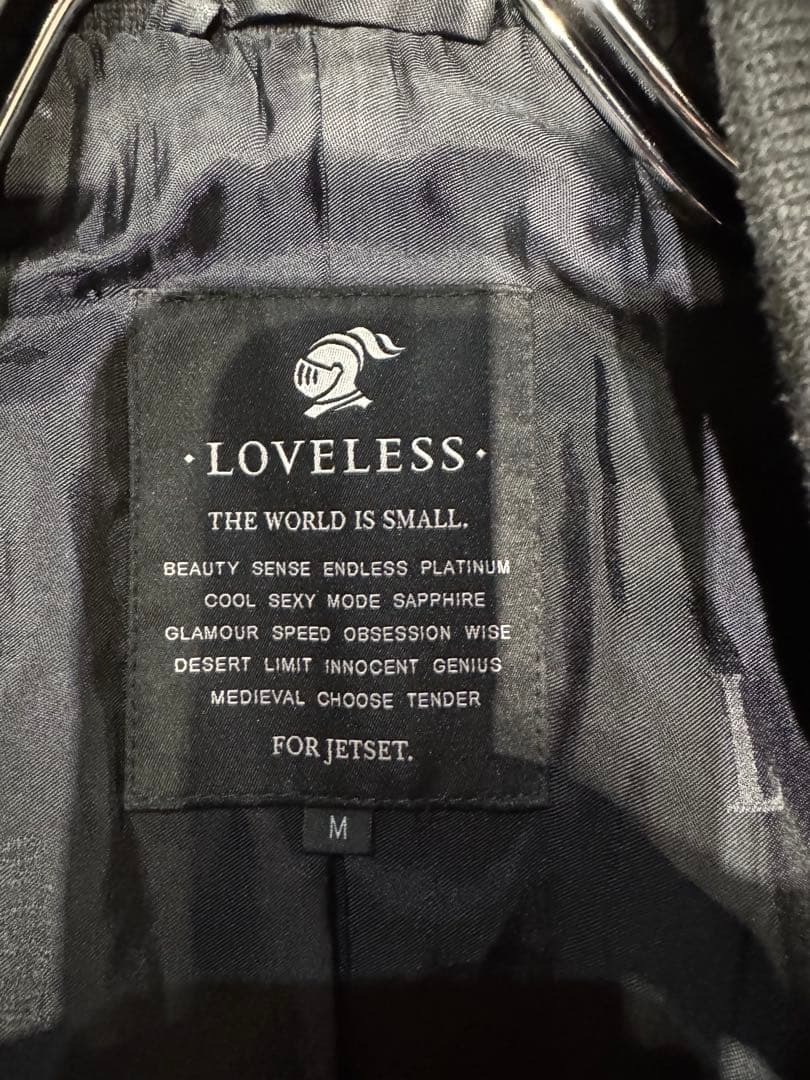 · LOVELESS ·
THE WORLD IS SMALL.
BEAUTY SENSE ENDLESS PLATINUM
COOL SEXY MODE SAPPHIRE
GLAMOUR SPEED OBSESSION WISE
DESERT LIMIT INNOCENT GENIUS
MEDIEVAL CHOOSE TENDER
FOR JETSET.
M
L